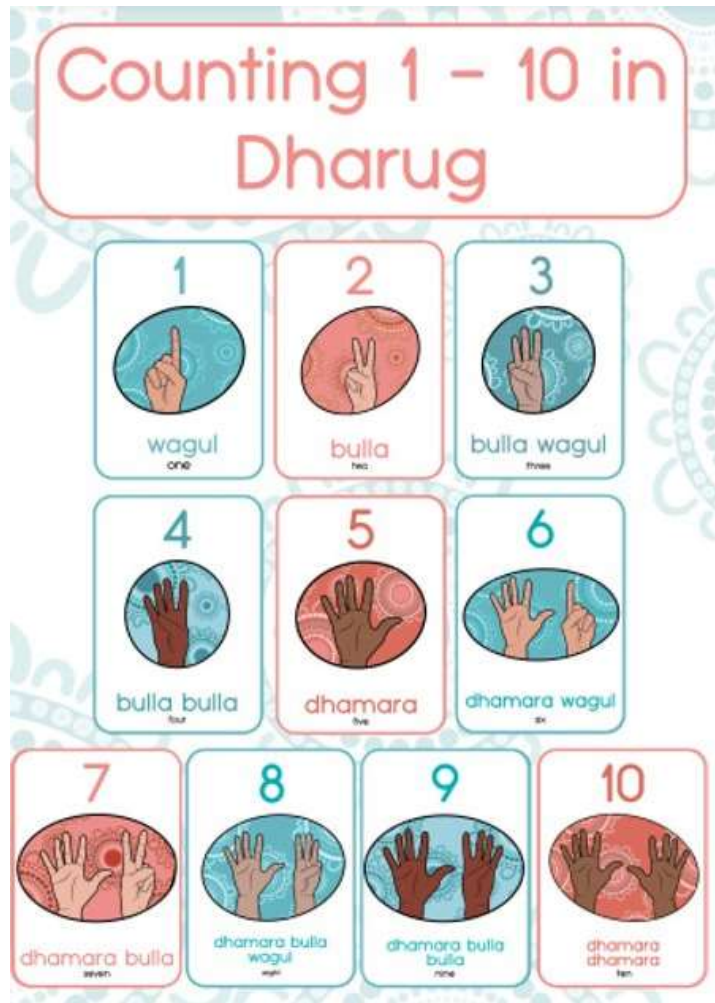 Counting 1 - 10 in
Dharug
1
wagul
one
2
bulla
two
3
bulla wagul
three
4
bulla bulla
four
5
dhamara
five
6
dhamara wagul
six
7
dhamara bulla
seven
8
dhamara bulla
wagul
eight
9
dhamara bulla
bulla
nine
10
dhamara
dhamara
ten